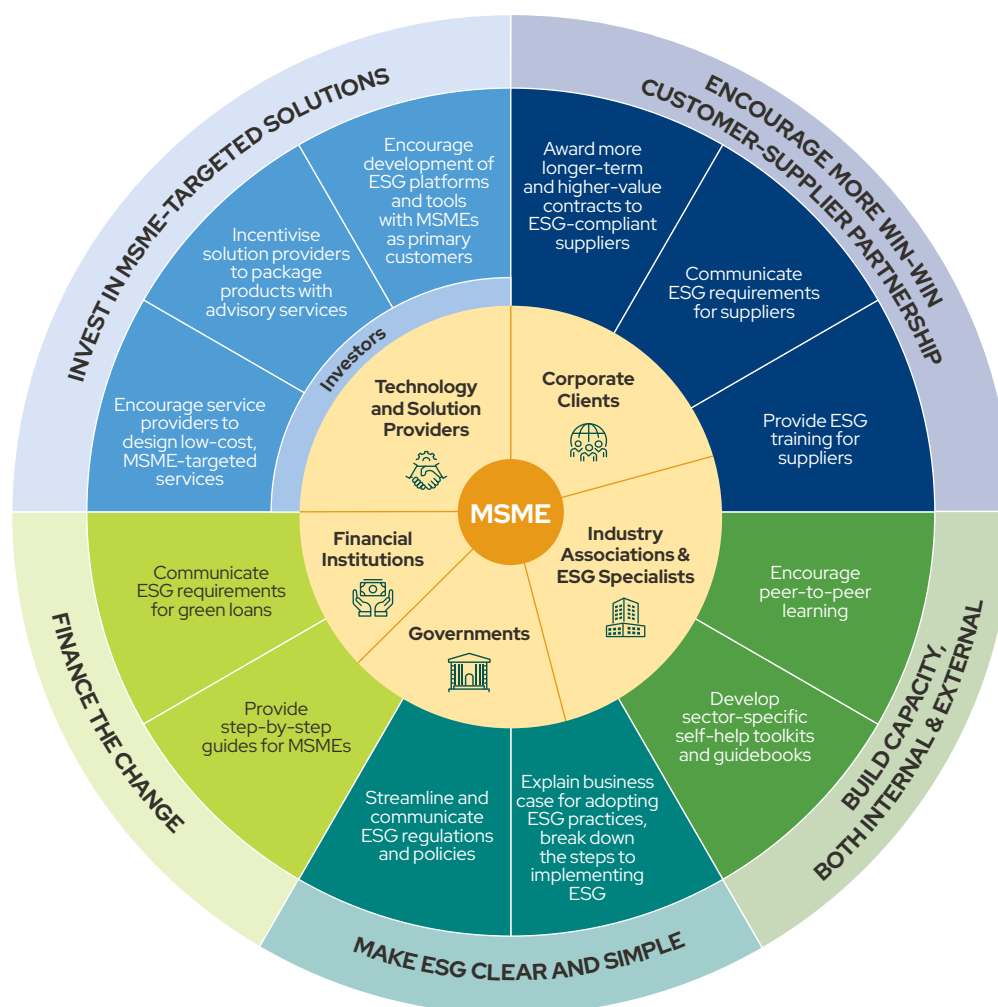 INVEST IN MSME-TARGETED SOLUTIONS
Encourage
development of
ESG platforms
and tools
with MSMEs
as primary
customers
Incentivise
solution providers
to package
products with
advisory services
Encourage service
providers to
design low-cost,
MSME-targeted
services
Investors
ENCOURAGE MORE WIN-WIN
CUSTOMER-SUPPLIER PARTNERSHIP
Award more
longer-term
and higher-value
contracts to
ESG-compliant
suppliers
Communicate
ESG requirements
for suppliers
Provide ESG
training for
suppliers
Technology
and Solution
Providers
Corporate
Clients
MSME
Financial
Institutions
Industry
Associations &
ESG Specialists
Governments
Communicate
ESG requirements
for green loans
Provide
step-by-step
guides for MSMEs
FINANCE THE CHANGE
Encourage
peer-to-peer
learning
Develop
sector-specific
self-help toolkits
and guidebooks
BUILD CAPACITY,
BOTH INTERNAL & EXTERNAL
Streamline and
communicate
ESG regulations
and policies
Explain business
case for adopting
ESG practices,
break down
the steps to
implementing
ESG
MAKE ESG CLEAR AND SIMPLE